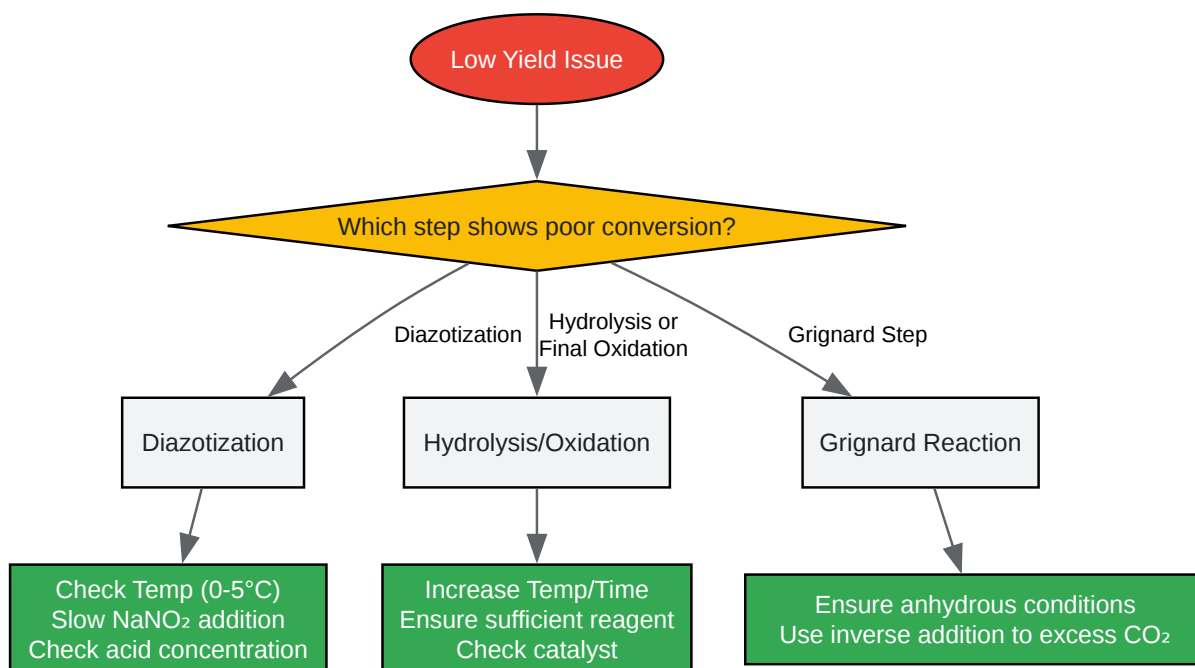 Low Yield Issue
Which step shows poor conversion?
Diazotization
Hydrolysis or
Final Oxidation
Grignard Step
Diazotization
Hydrolysis/Oxidation
Grignard Reaction
Check Temp (0-5°C)
Slow NaNO₂ addition
Check acid concentration
Increase Temp/Time
Ensure sufficient reagent
Check catalyst
Ensure anhydrous conditions
Use inverse addition to excess CO₂